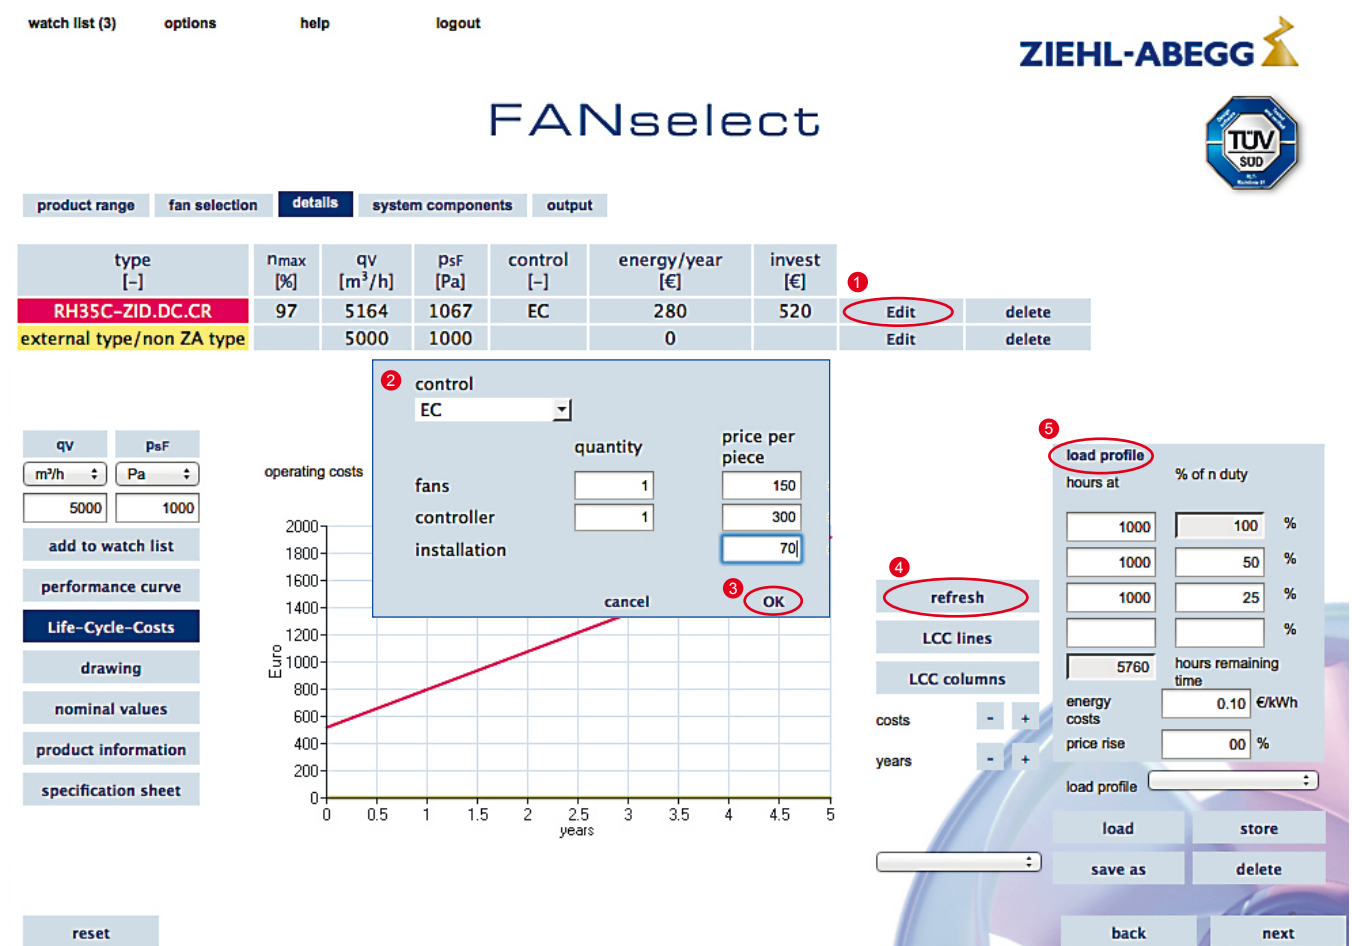 watch list (3) options help logout
ZIEHL-ABEGG
FANselect
TÜV
SÜD
product range fan selection details system components output
type nmax qv psF control energy/year invest
[-] [%] [m³/h] [Pa] [-] [€] [€]
1
RH35C-ZID.DC.CR 97 5164 1067 EC 280 520 Edit delete
external type/non ZA type 5000 1000 0 Edit delete
2 control
EC
quantity price per piece
fans 1 150
controller 1 300
installation 70
3
cancel OK
qv psF
m³/h Pa
5000 1000
add to watch list
performance curve
Life-Cycle-Costs
drawing
nominal values
product information
specification sheet
operating costs
2000
1800
1600
1400
1200
1000
800
600
400
200
0
Euro
0 0.5 1 1.5 2 2.5 3 3.5 4 4.5 5
years
4
refresh
LCC lines
LCC columns
costs - +
years - +
5
load profile
hours at % of n duty
1000 100 %
1000 50 %
1000 25 %
%
5760 hours remaining
time
energy
costs 0.10 €/kWh
price rise 00 %
load profile
load store
save as delete
reset back next